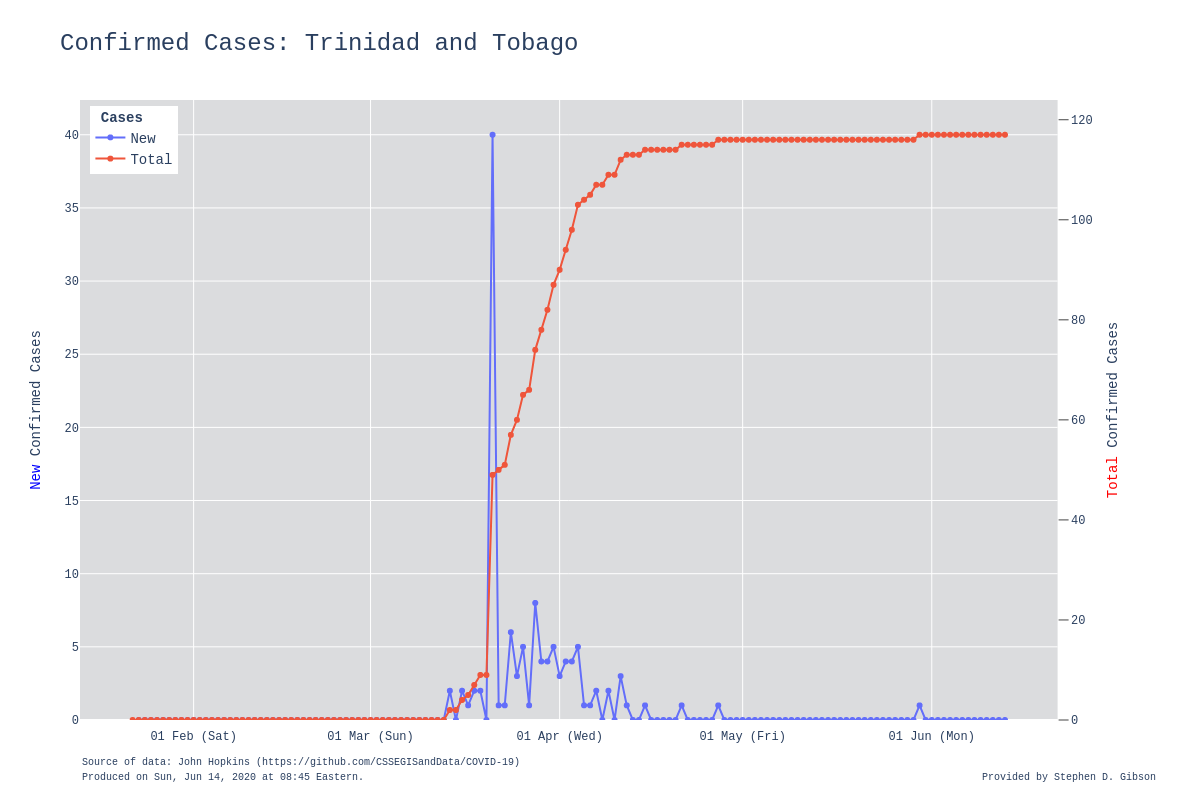 Confirmed Cases: Trinidad and Tobago
Cases
New
Total
40
35
30
25
20
15
10
5
0
120
100
80
60
40
20
0
New Confirmed Cases
Total Confirmed Cases
01 Feb (Sat)
01 Mar (Sun)
01 Apr (Wed)
01 May (Fri)
01 Jun (Mon)
Source of data: John Hopkins (https://github.com/CSSEGISandData/COVID-19)
Produced on Sun, Jun 14, 2020 at 08:45 Eastern.
Provided by Stephen D. Gibson